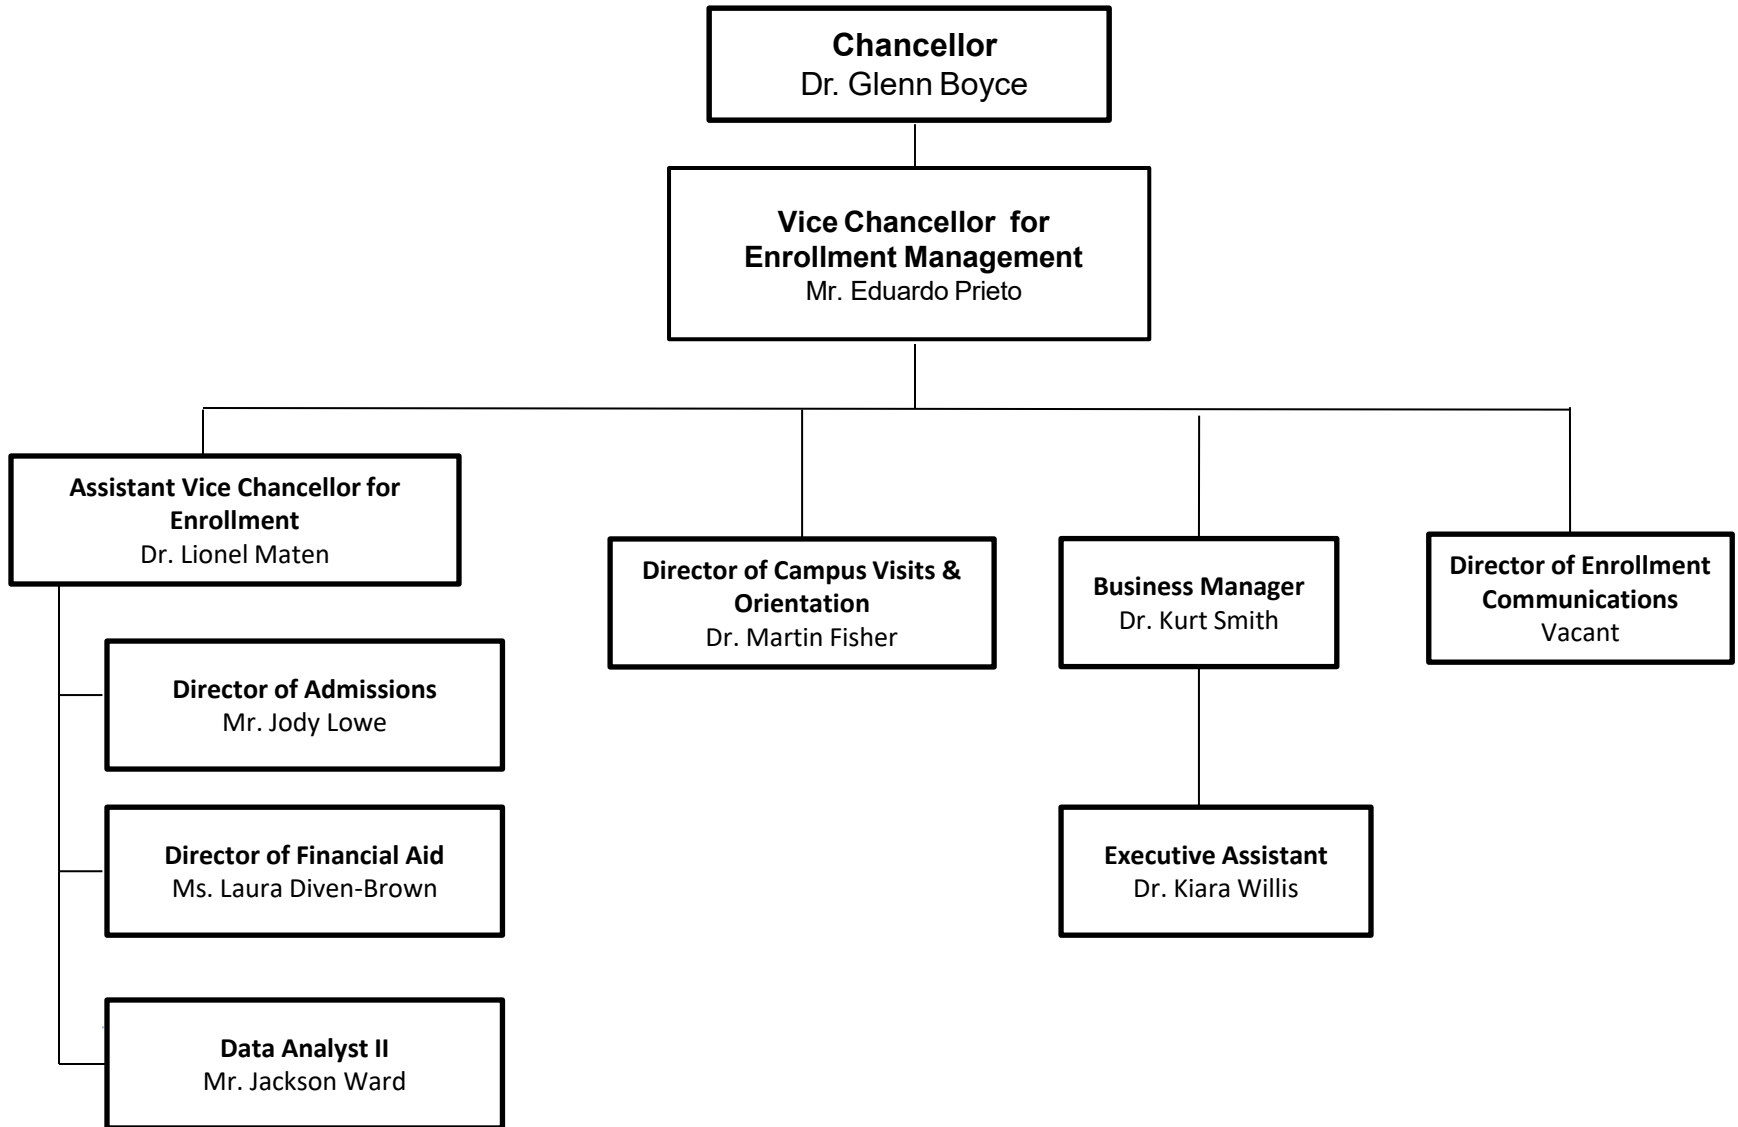 Chancellor
Dr. Glenn Boyce
Vice Chancellor for
Enrollment Management
Mr. Eduardo Prieto
Assistant Vice Chancellor for
Enrollment
Dr. Lionel Maten
Director of Campus Visits &
Orientation
Dr. Martin Fisher
Business Manager
Dr. Kurt Smith
Director of Enrollment
Communications
Vacant
Director of Admissions
Mr. Jody Lowe
Director of Financial Aid
Ms. Laura Diven-Brown
Executive Assistant
Dr. Kiara Willis
Data Analyst II
Mr. Jackson Ward